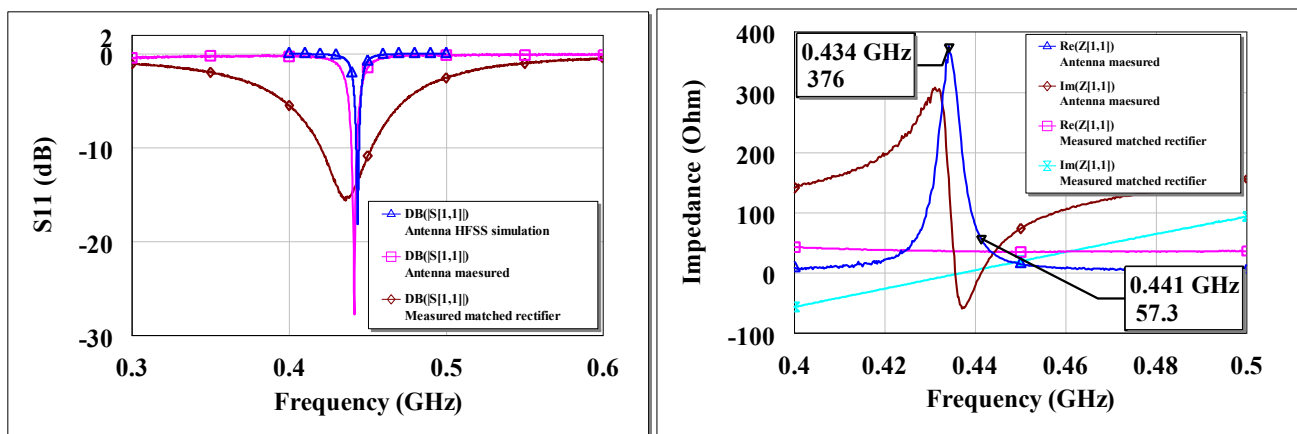 2
0
-10
-20
-30
S11 (dB)
DB(|S[1,1]|)
Antenna HFSS simulation
DB(|S[1,1]|)
Antenna maesured
DB(|S[1,1]|)
Measured matched rectifier
0.3
0.4
0.5
0.6
Frequency (GHz)
400
300
200
100
0
-100
Impedance (Ohm)
0.434 GHz
376
Re(Z[1,1])
Antenna maesured
Im(Z[1,1])
Antenna maesured
Re(Z[1,1])
Measured matched rectifier
Im(Z[1,1])
Measured matched rectifier
0.441 GHz
57.3
0.4
0.42
0.44
0.46
0.48
0.5
Frequency (GHz)